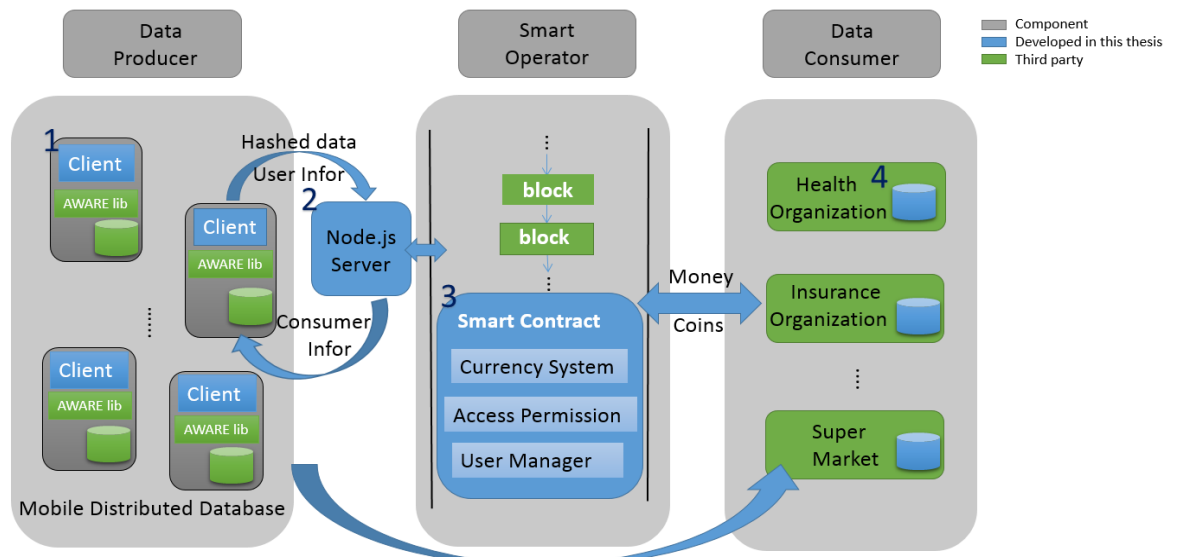 Data
Producer
Smart
Operator
Data
Consumer
Component
Developed in this thesis
Third party
1
Client
AWARE lib
Client
AWARE lib
Client
AWARE lib
Client
AWARE lib
Mobile Distributed Database
Hashed data
User Infor
2
Node.js
Server
Consumer
Infor
block
block
3
Smart Contract
Currency System
Access Permission
User Manager
Money
Coins
4
Health
Organization
Insurance
Organization
Super
Market